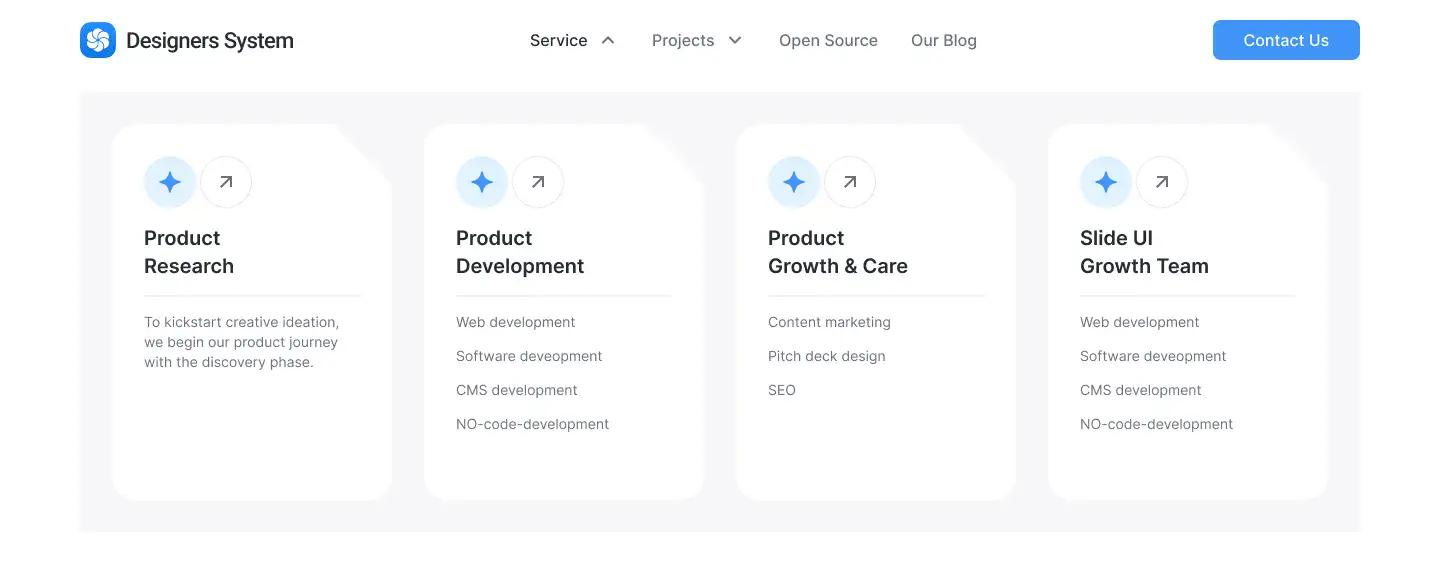 Designers System
Service
Projects
Open Source
Our Blog
Contact Us
Product
Research
To kickstart creative ideation,
we begin our product journey
with the discovery phase.
Product
Development
Web development
Software deveopment
CMS development
NO-code-development
Product
Growth & Care
Content marketing
Pitch deck design
SEO
Slide UI
Growth Team
Web development
Software deveopment
CMS development
NO-code-development